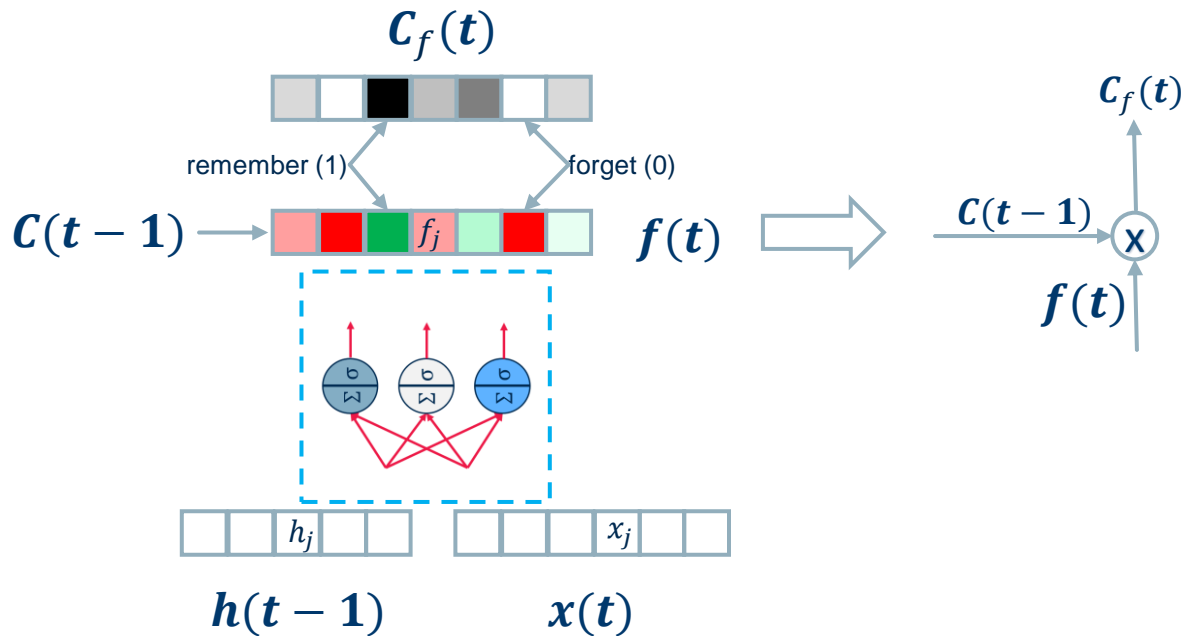 C_f(t)
remember (1)
forget (0)
C(t − 1)
f_j
f(t)
σ
Σ
σ
Σ
σ
Σ
h_j
x_j
h(t − 1)
x(t)
C_f(t)
C(t − 1)
x
f(t)